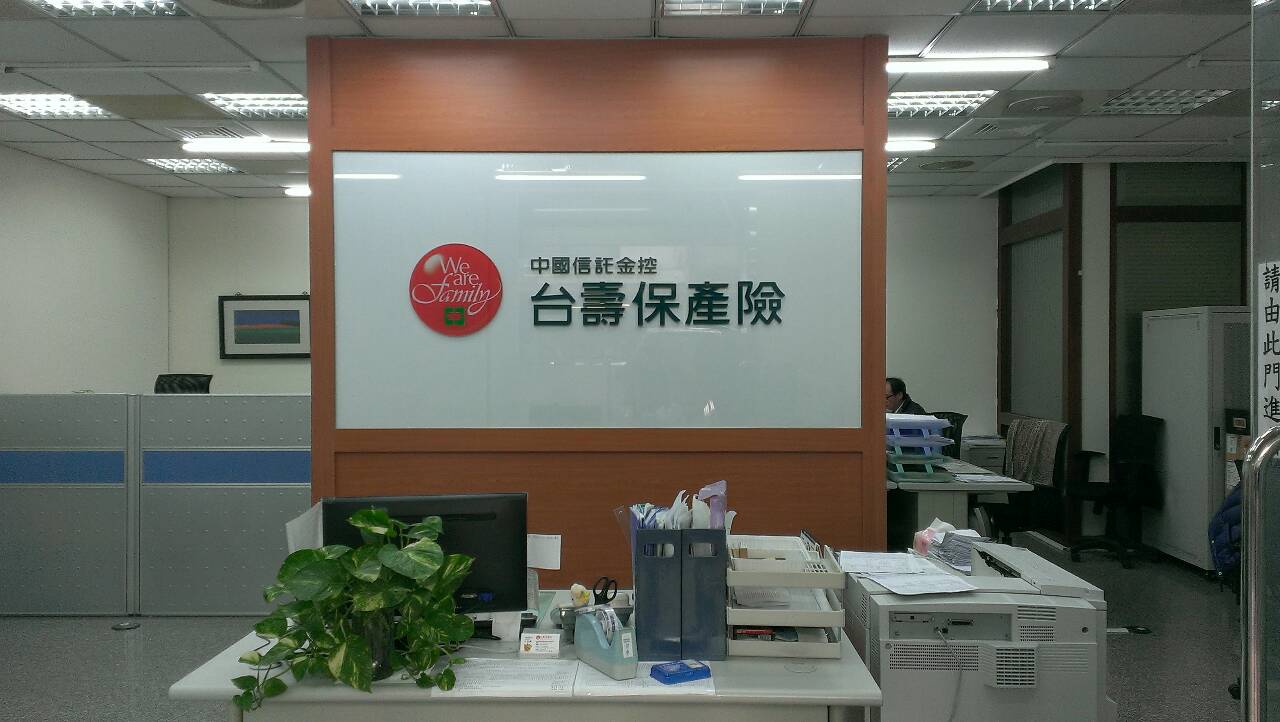 We
are
Family
中國信託金控
台壽保產險
請由此門進